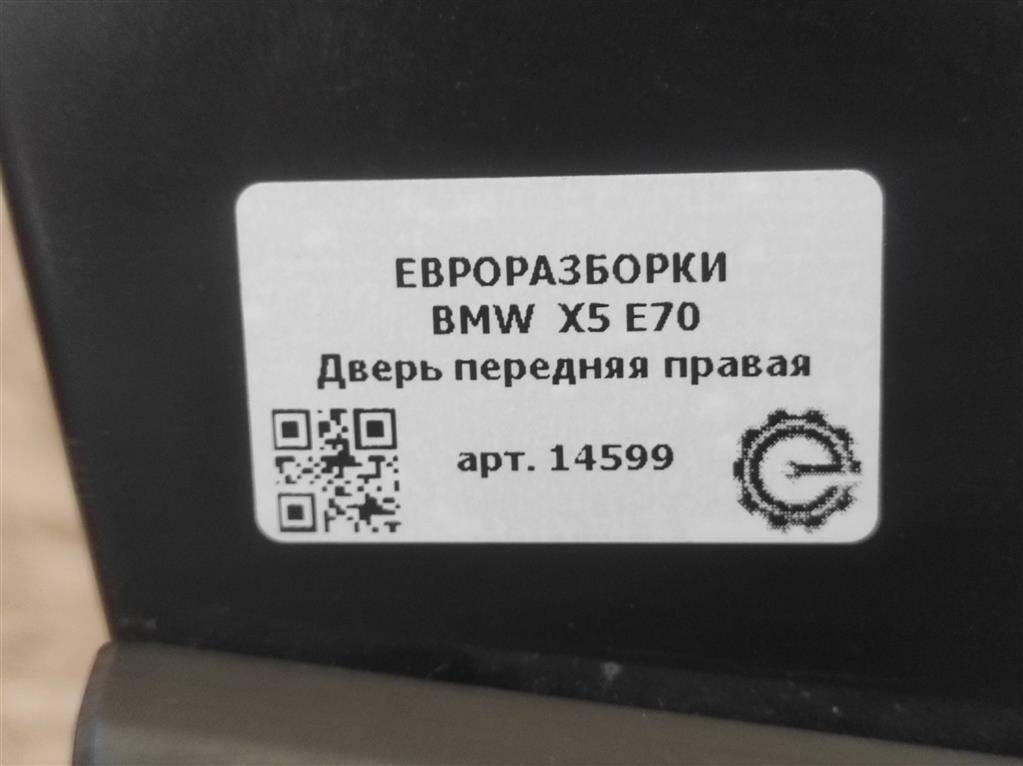 ЕВРОРАЗБОРКИ
BMW X5 E70
Дверь передняя правая
арт. 14599